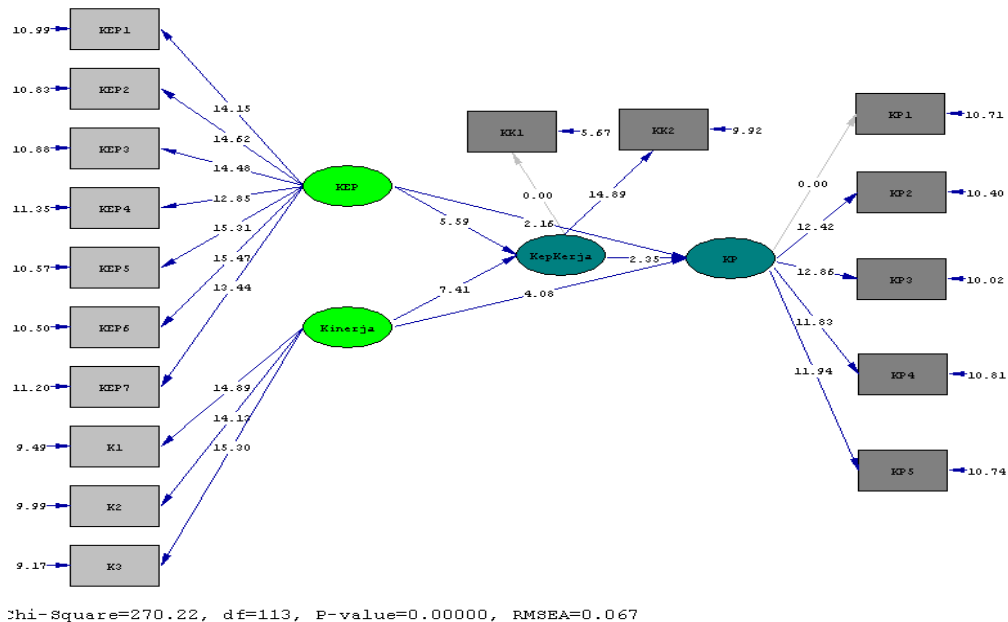 10.99 KEP1
10.83 KEP2
10.88 KEP3
11.35 KEP4
10.57 KEP5
10.50 KEP6
11.20 KEP7
9.49 K1
9.99 K2
9.17 K3
14.15
14.62
14.48
12.85
15.31
15.47
13.44
14.89
14.13
15.30
KEP
Kinerja
5.59
7.41
2.16
4.08
KK1 5.67
KK2 9.92
0.00
14.89
KepKerja
2.35
KP
0.00
12.42
12.86
11.83
11.94
KP1 10.71
KP2 10.40
KP3 10.02
KP4 10.81
KP5 10.74
Chi-Square=270.22, df=113, P-value=0.00000, RMSEA=0.067